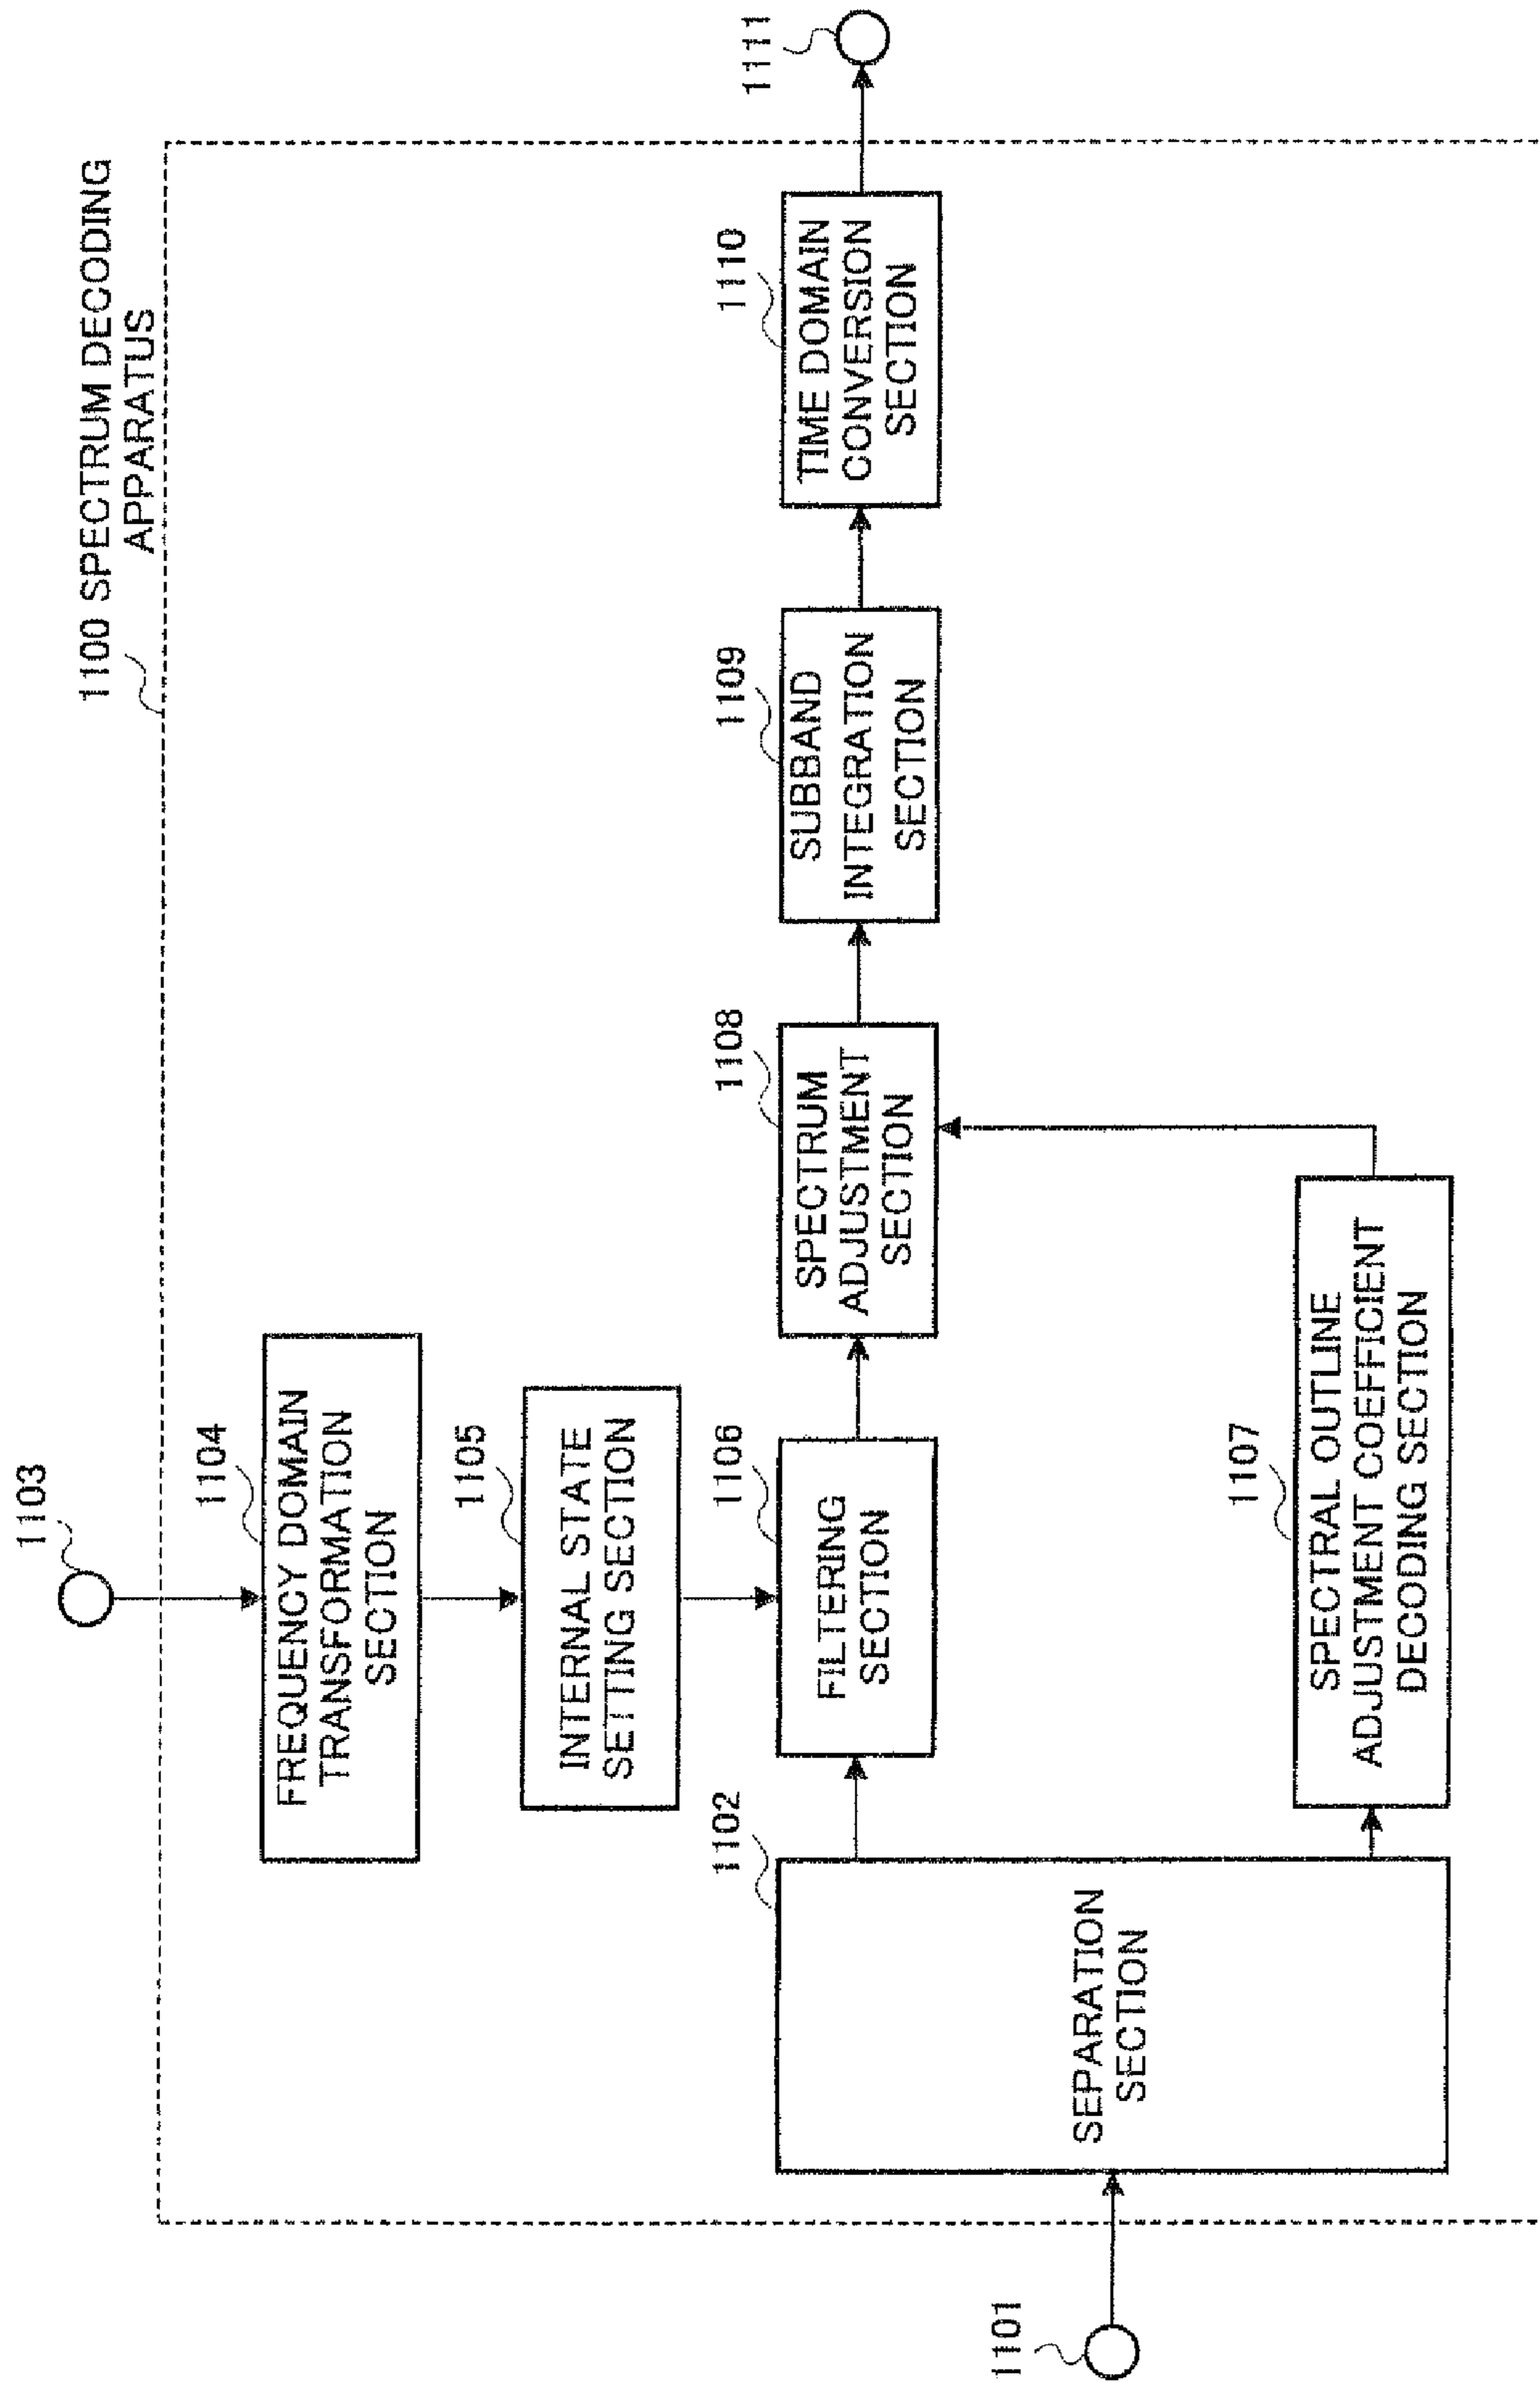 1100 SPECTRUM DECODING
APPARATUS
1103
1104
FREQUENCY DOMAIN
TRANSFORMATION
SECTION
1105
INTERNAL STATE
SETTING SECTION
1102
SEPARATION
SECTION
1106
FILTERING
SECTION
1108
SPECTRUM
ADJUSTMENT
SECTION
1109
SUBBAND
INTEGRATION
SECTION
1110
TIME DOMAIN
CONVERSION
SECTION
1111
1101
1107
SPECTRAL OUTLINE
ADJUSTMENT COEFFICIENT
DECODING SECTION